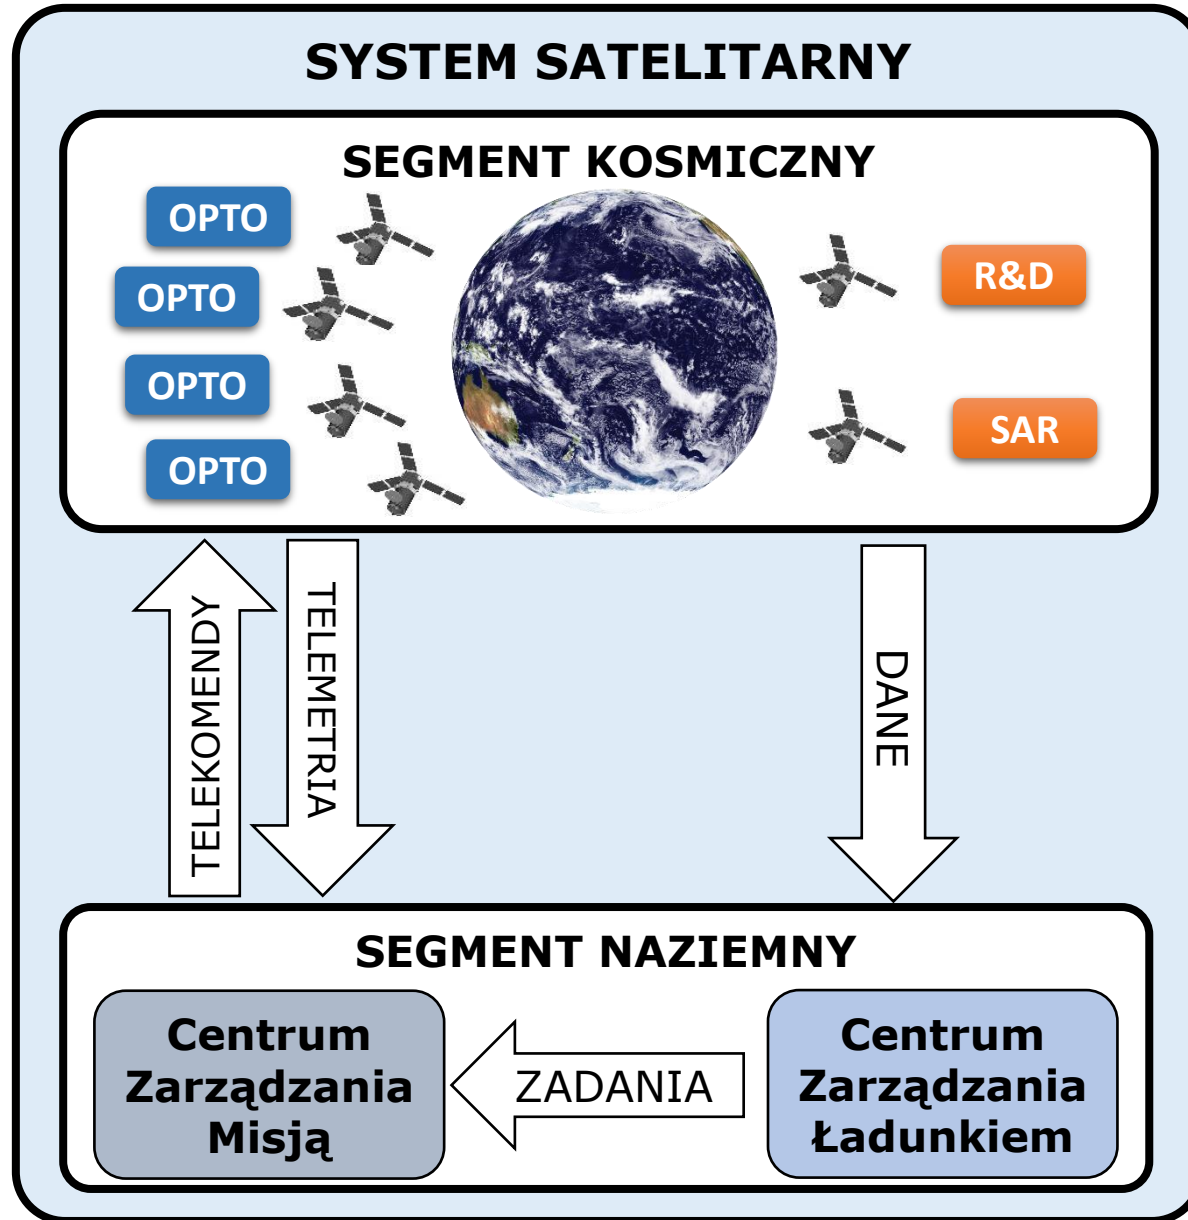 SYSTEM SATELITARNY
SEGMENT KOSMICZNY
OPTO
OPTO
OPTO
OPTO
R&D
SAR
TELEKOMENDY
TELEMETRIA
DANE
SEGMENT NAZIEMNY
Centrum
Zarządzania
Misją
ZADANIA
Centrum
Zarządzania
Ładunkiem